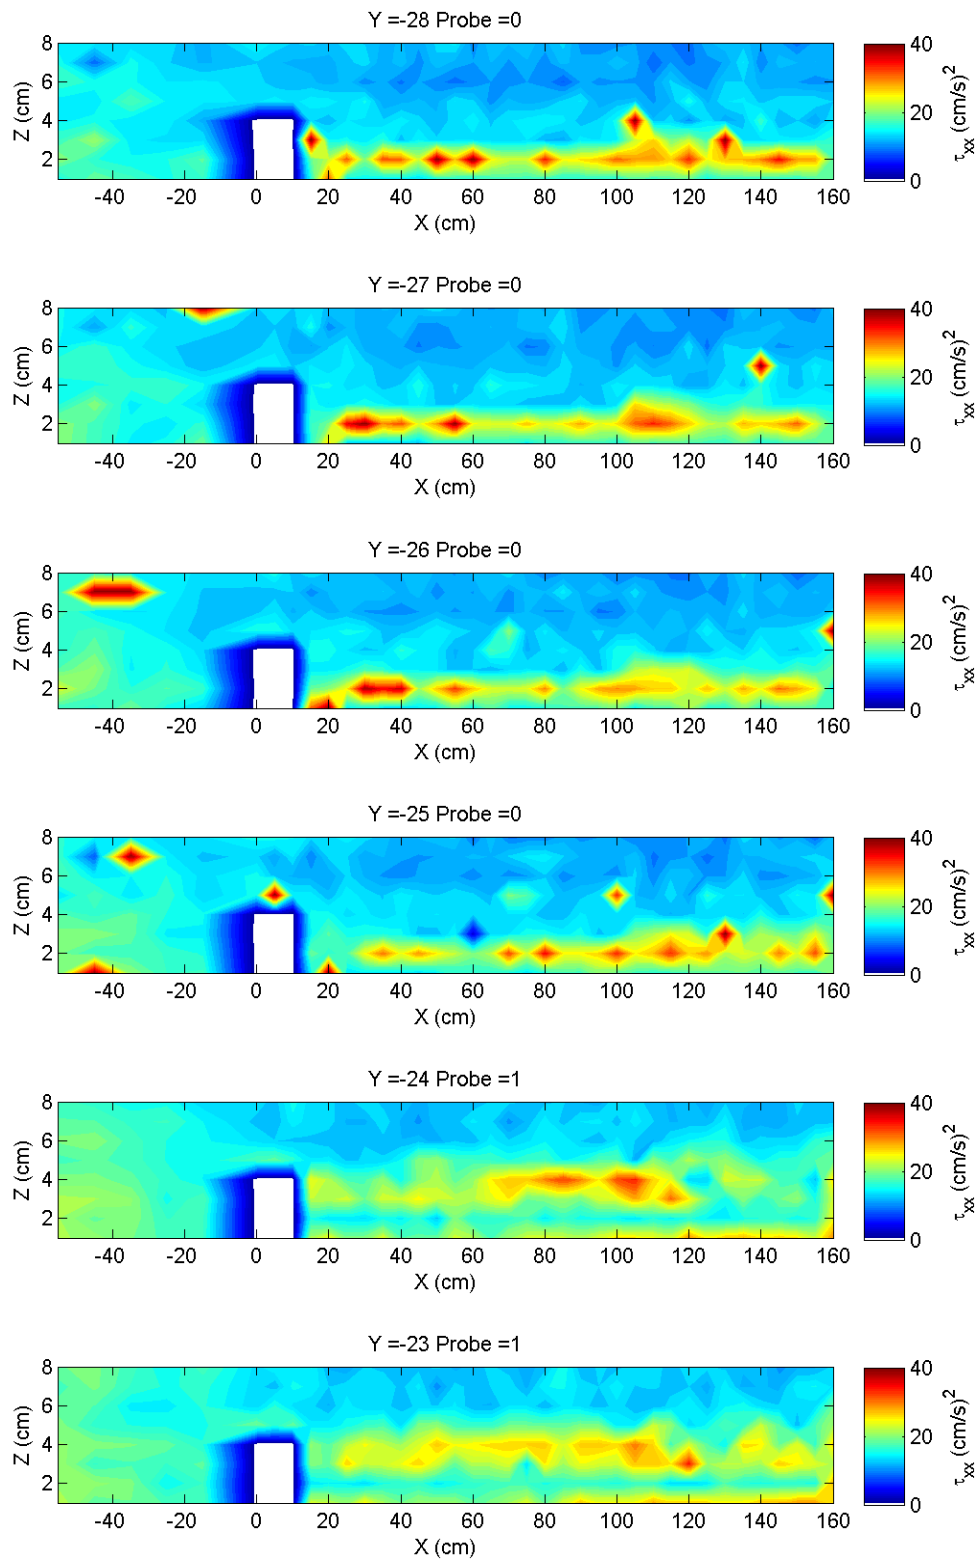 Y =-28 Probe =0
8
6
4
2
Z (cm)
-40 -20 0 20 40 60 80 100 120 140 160
X (cm)
40
20
0
τxx (cm/s)²
Y =-27 Probe =0
8
6
4
2
Z (cm)
-40 -20 0 20 40 60 80 100 120 140 160
X (cm)
40
20
0
τxx (cm/s)²
Y =-26 Probe =0
8
6
4
2
Z (cm)
-40 -20 0 20 40 60 80 100 120 140 160
X (cm)
40
20
0
τxx (cm/s)²
Y =-25 Probe =0
8
6
4
2
Z (cm)
-40 -20 0 20 40 60 80 100 120 140 160
X (cm)
40
20
0
τxx (cm/s)²
Y =-24 Probe =1
8
6
4
2
Z (cm)
-40 -20 0 20 40 60 80 100 120 140 160
X (cm)
40
20
0
τxx (cm/s)²
Y =-23 Probe =1
8
6
4
2
Z (cm)
-40 -20 0 20 40 60 80 100 120 140 160
X (cm)
40
20
0
τxx (cm/s)²